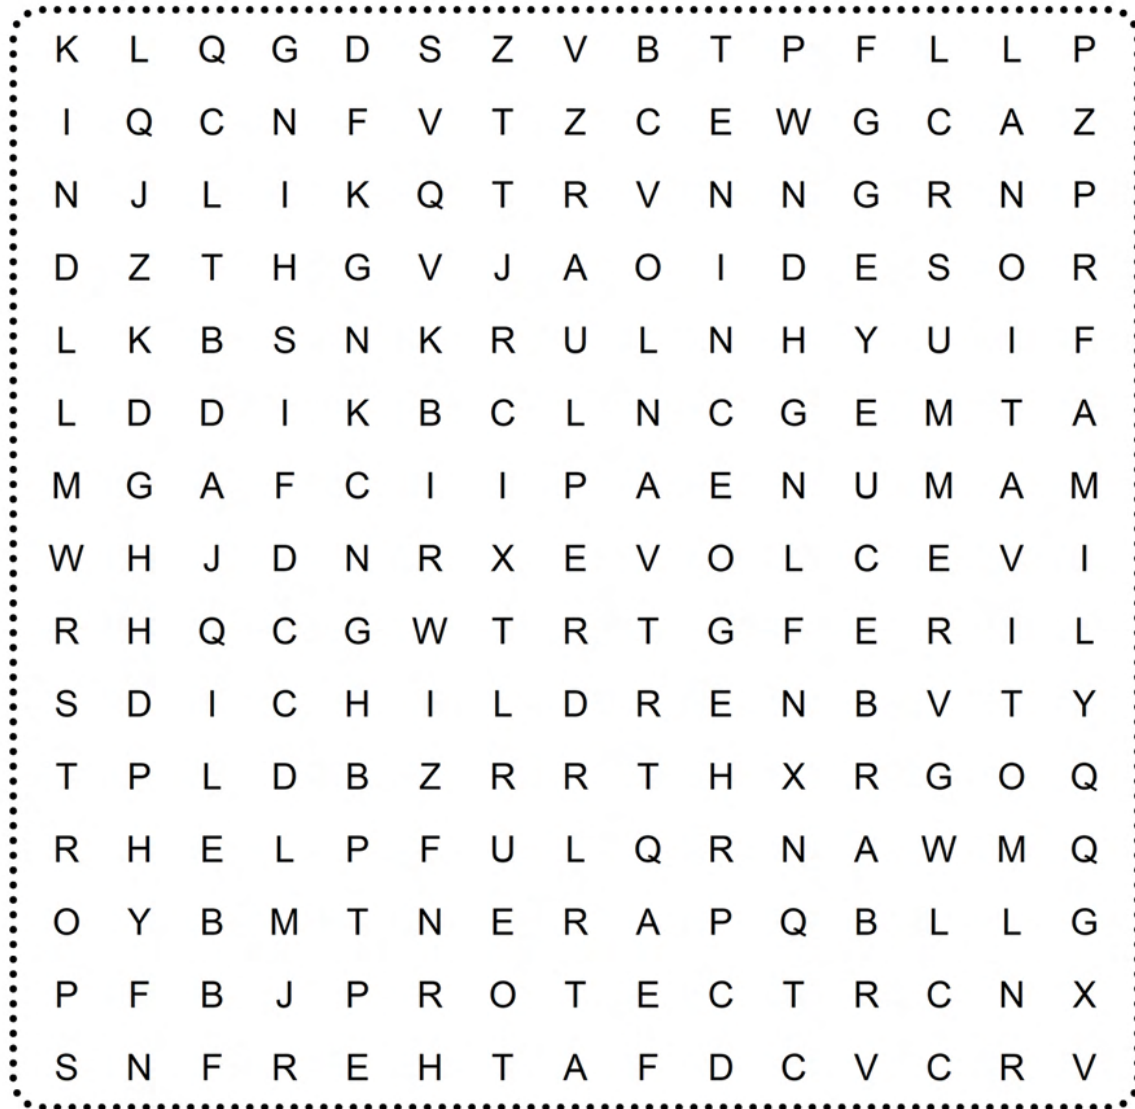 K L Q G D S Z V B T P F L L P
I Q C N F V T Z C E W G C A Z
N J L I K Q T R V N N G R N P
D Z T H G V J A O I D E S O R
L K B S N K R U L N H Y U I F
L D D I K B C L N C G E M T A
M G A F C I I P A E N U M A M
W H J D N R X E V O L C E V I
R H Q C G W T R T G F E R I L
S D I C H I L D R E N B V T Y
T P L D B Z R R T H X R G O Q
R H E L P F U L Q R N A W M Q
O Y B M T N E R A P Q B L L G
P F B J P R O T E C T R C N X
S N F R E H T A F D C V C R V